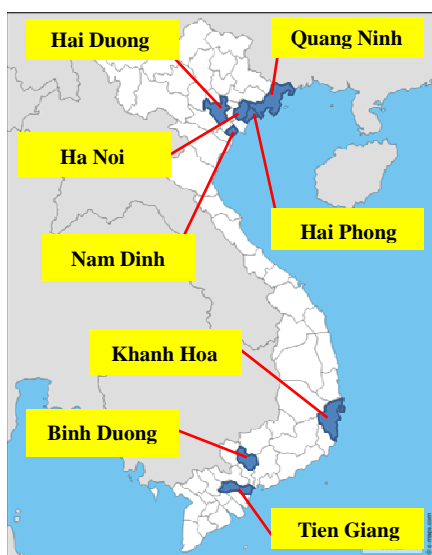 Hai Duong
Quang Ninh
Ha Noi
Nam Dinh
Hai Phong
Khanh Hoa
Binh Duong
Tien Giang